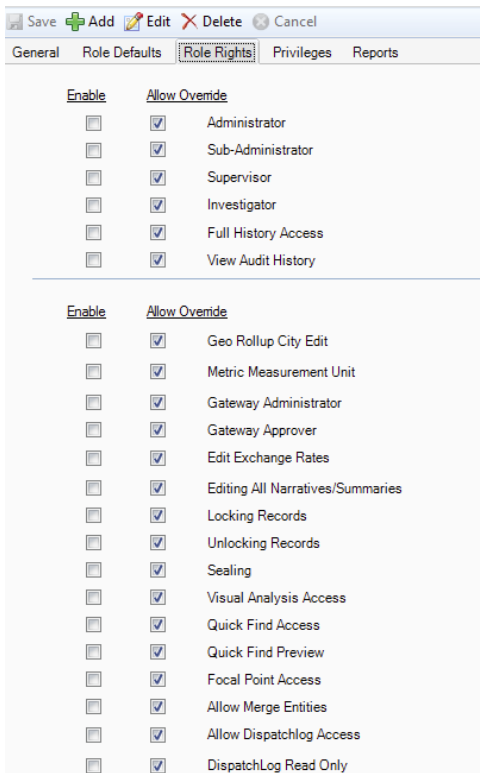 Save Add Edit Delete Cancel
General Role Defaults Role Rights Privileges Reports
Enable Allow Override
Administrator
Sub-Administrator
Supervisor
Investigator
Full History Access
View Audit History
Enable Allow Override
Geo Rollup City Edit
Metric Measurement Unit
Gateway Administrator
Gateway Approver
Edit Exchange Rates
Editing All Narratives/Summaries
Locking Records
Unlocking Records
Sealing
Visual Analysis Access
Quick Find Access
Quick Find Preview
Focal Point Access
Allow Merge Entities
Allow Dispatchlog Access
DispatchLog Read Only